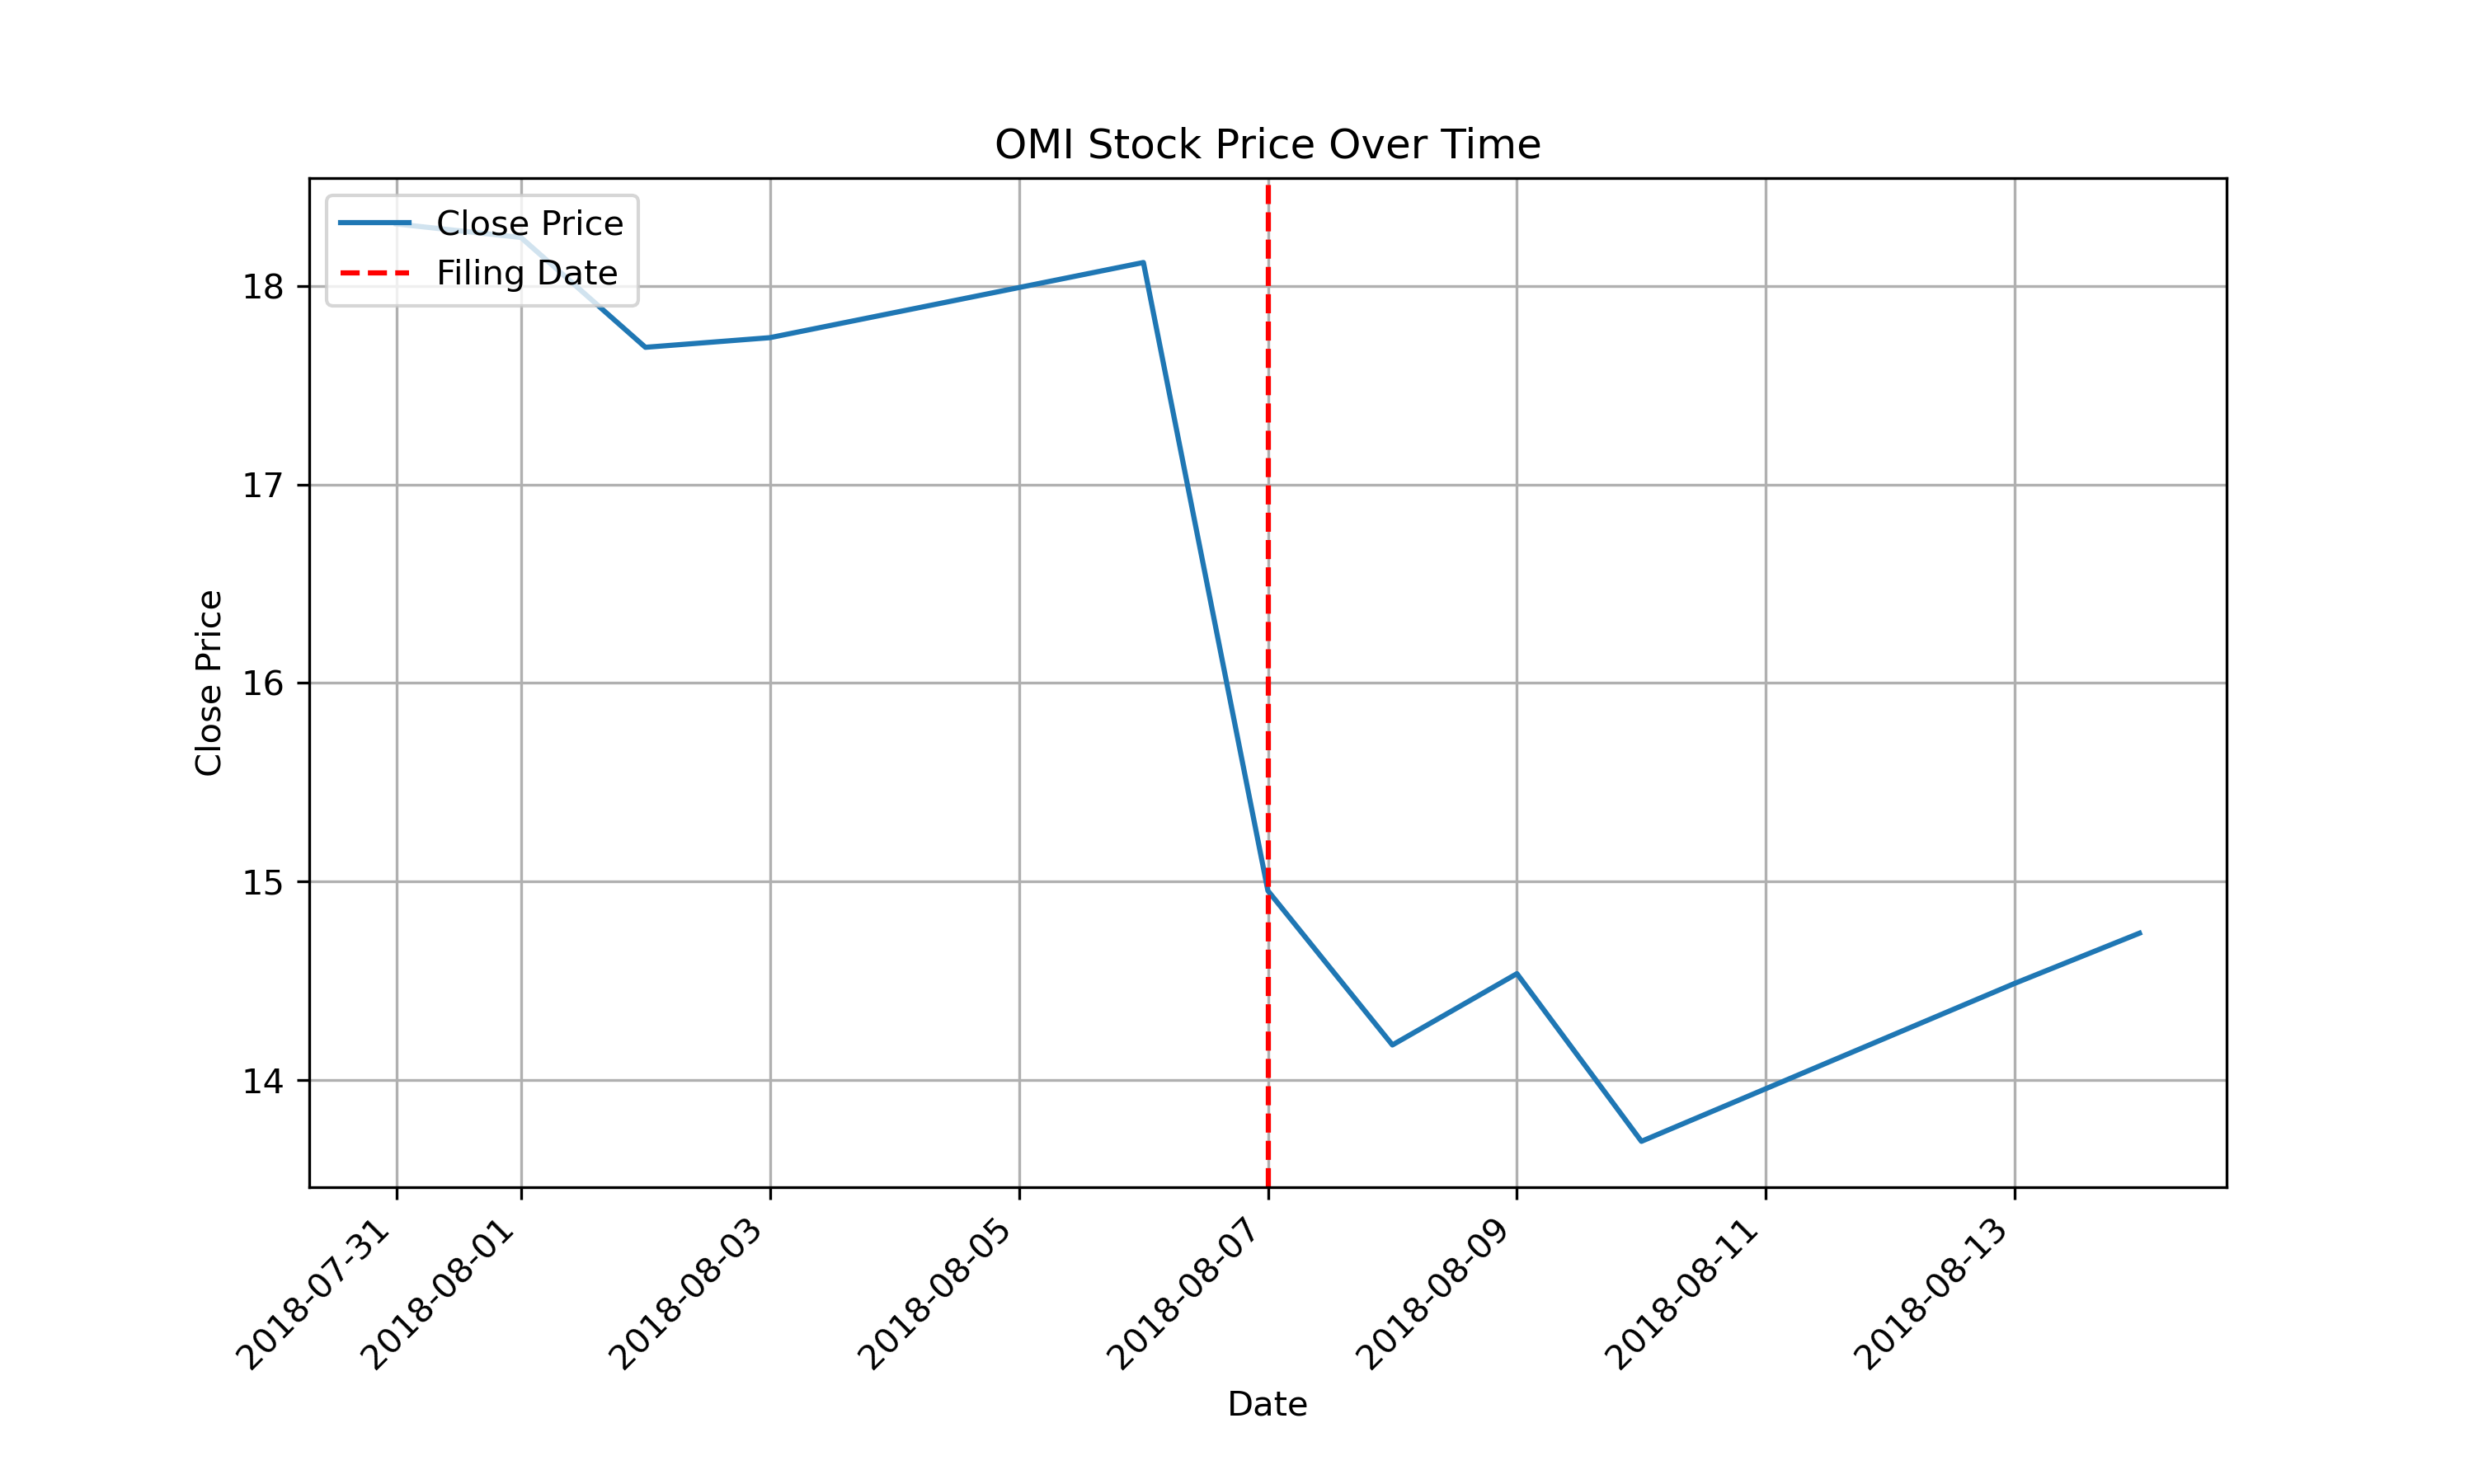 OMI Stock Price Over Time
Close Price
Filing Date
18
17
16
15
14
Close Price
2018-07-31
2018-08-01
2018-08-03
2018-08-05
2018-08-07
2018-08-09
2018-08-11
2018-08-13
Date